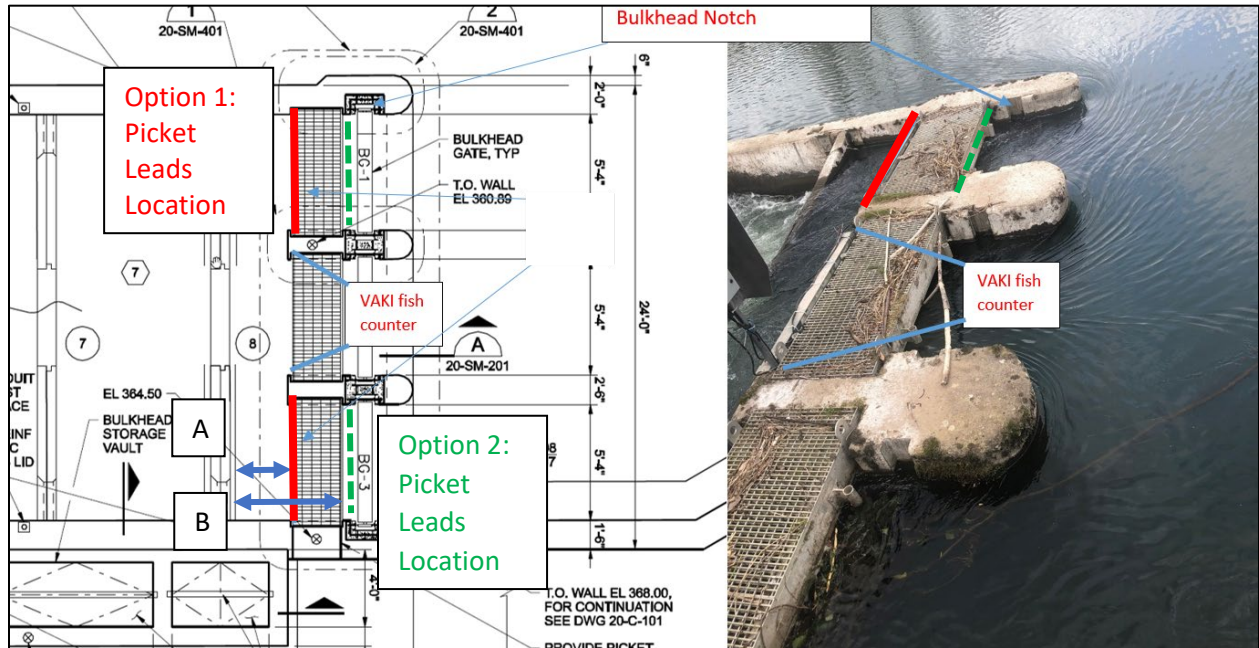 1
20-SM-401
2
20-SM-401
Bulkhead Notch
Option 1:
Picket
Leads
Location
6"
2'-0"
BULKHEAD
GATE, TYP
BG-1
5'-4"
T.O. WALL
EL 360.89
7
VAKI fish
counter
VAKI fish
counter
5'-4"
24'-0"
7
8
A
20-SM-201
EL 364.50
BULKHEAD
STORAGE
VAULT
2'-6"
A
B
Option 2:
Picket
Leads
Location
BG-3
5'-4"
1'-6"
4'-0"
T.O. WALL EL 368.00,
FOR CONTINUATION
SEE DWG 20-C-101
PROVIDE PICKET